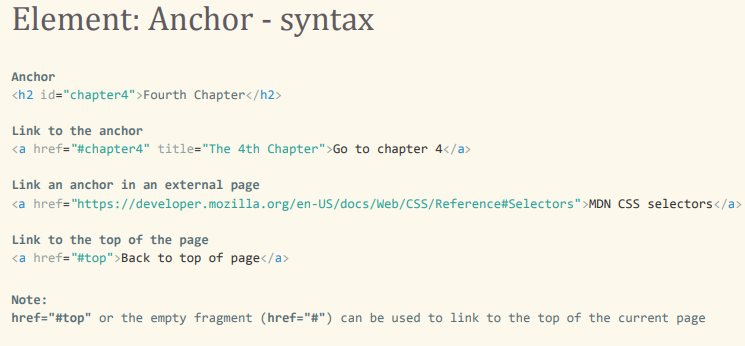 Element: Anchor - syntax
Anchor
<h2 id="chapter4">Fourth Chapter</h2>
Link to the anchor
<a href="#chapter4" title="The 4th Chapter">Go to chapter 4</a>
Link an anchor in an external page
<a href="https://developer.mozilla.org/en-US/docs/Web/CSS/Reference#Selectors">MDN CSS selectors</a>
Link to the top of the page
<a href="#top">Back to top of page</a>
Note:
href="#top" or the empty fragment (href="#") can be used to link to the top of the current page